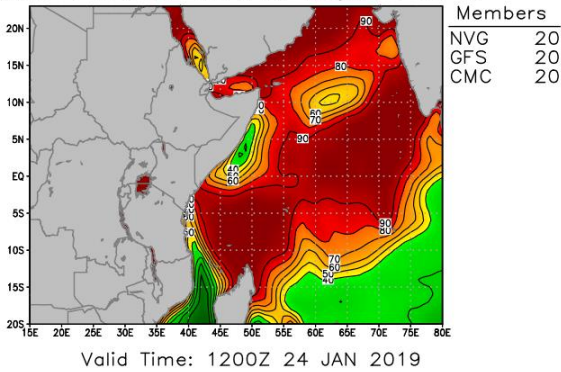 Members
NVG 20
GFS 20
CMC 20
20N
15N
10N
5N
EQ
5S
10S
15S
20S
90
80
60
70
90
40
60
90
80
70
60
50
40
15E 20E 25E 30E 35E 40E 45E 50E 55E 60E 65E 70E 75E 80E
Valid Time: 1200Z 24 JAN 2019